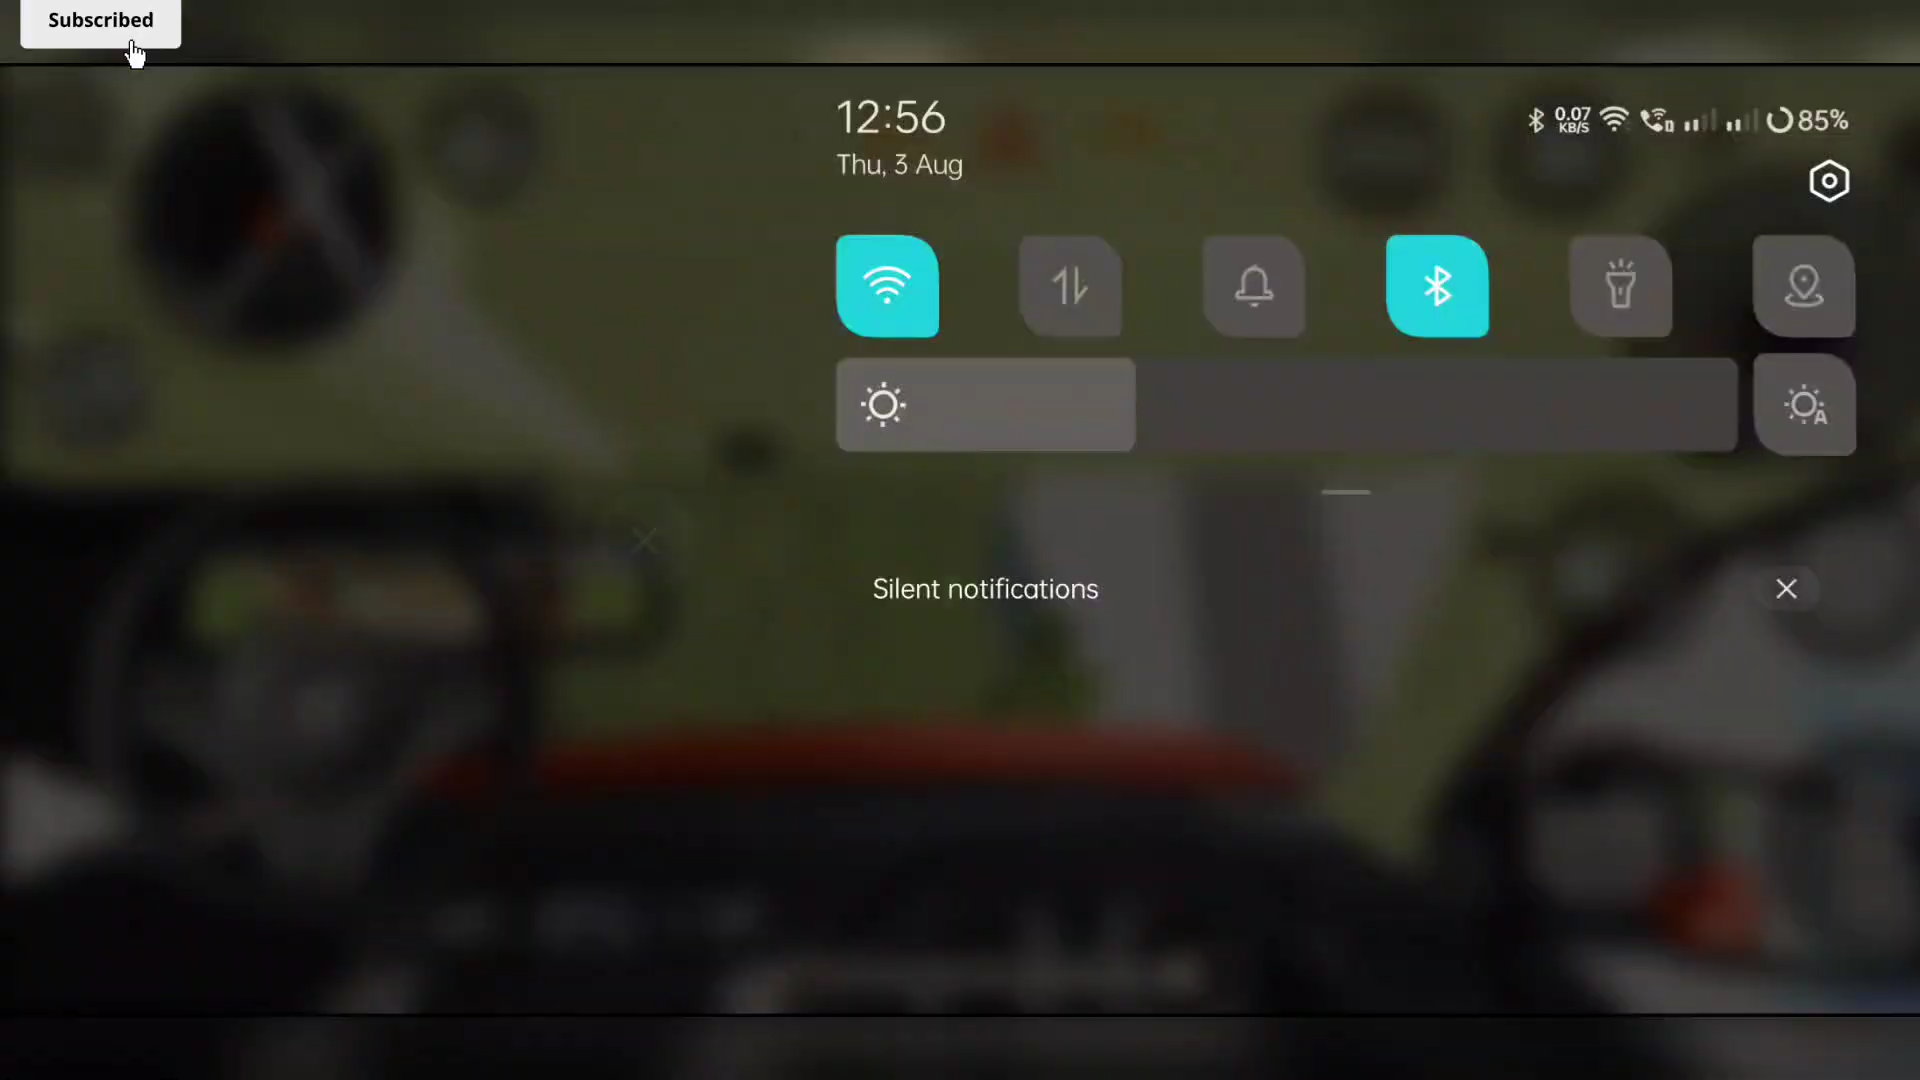 Subscribed
12:56
0.07
KB/S
85%
Thu, 3 Aug
A
Silent notifications